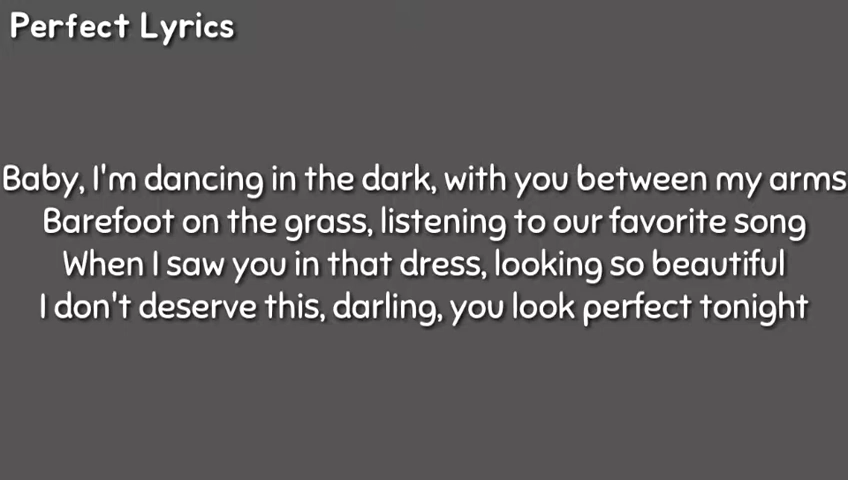 Perfect Lyrics
Baby, I'm dancing in the dark, with you between my arms
Barefoot on the grass, listening to our favorite song
When I saw you in that dress, looking so beautiful
I don't deserve this, darling, you look perfect tonight